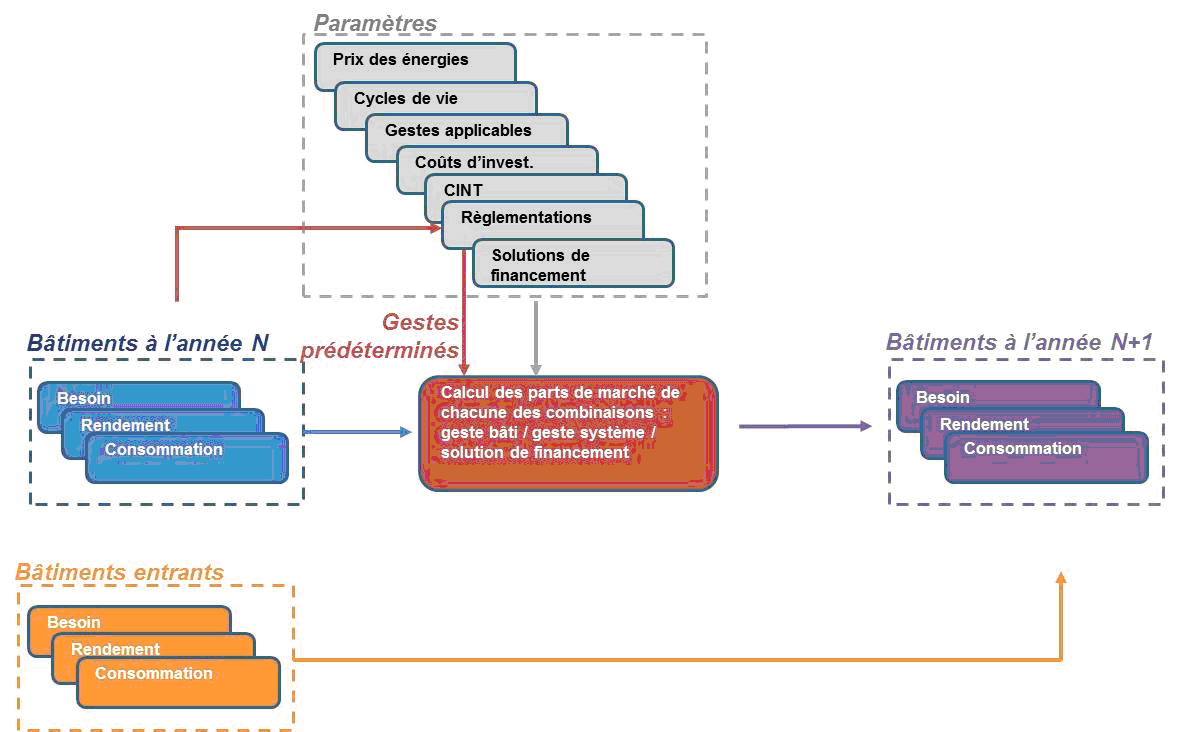 Paramètres
Prix des énergies
Cycles de vie
Gestes applicables
Coûts d'invest.
CINT
Règlementations
Solutions de
financement
Gestes
prédéterminés
Bâtiments à l'année N
Besoin
Rendement
Consommation
Calcul des parts de marché de
chacune des combinaisons :
geste bâti / geste système /
solution de financement
Bâtiments à l'année N+1
Besoin
Rendement
Consommation
Bâtiments entrants
Besoin
Rendement
Consommation